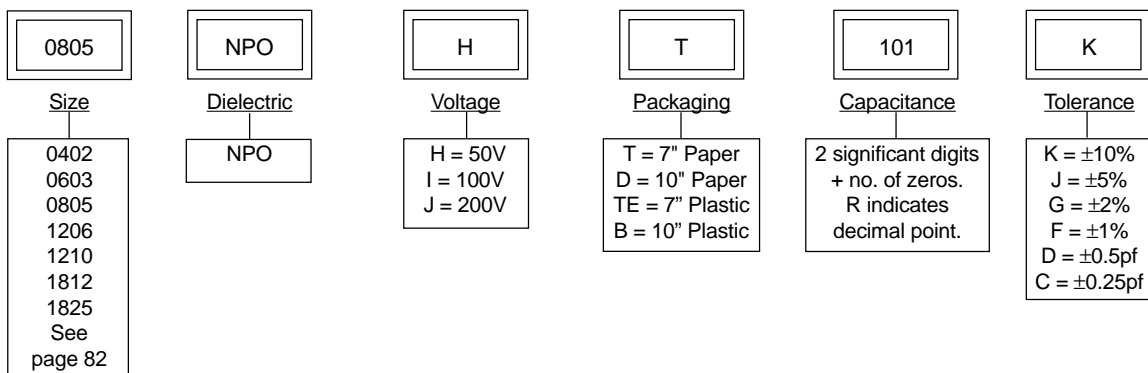 0805 NPO H T 101 K
Size Dielectric Voltage Packaging Capacitance Tolerance
0402
0603
0805
1206
1210
1812
1825
See
page 82
NPO
H = 50V
I = 100V
J = 200V
T = 7" Paper
D = 10" Paper
TE = 7” Plastic
B = 10” Plastic
2 significant digits
+ no. of zeros.
R indicates
decimal point.
K = ±10%
J = ±5%
G = ±2%
F = ±1%
D = ±0.5pf
C = ±0.25pf